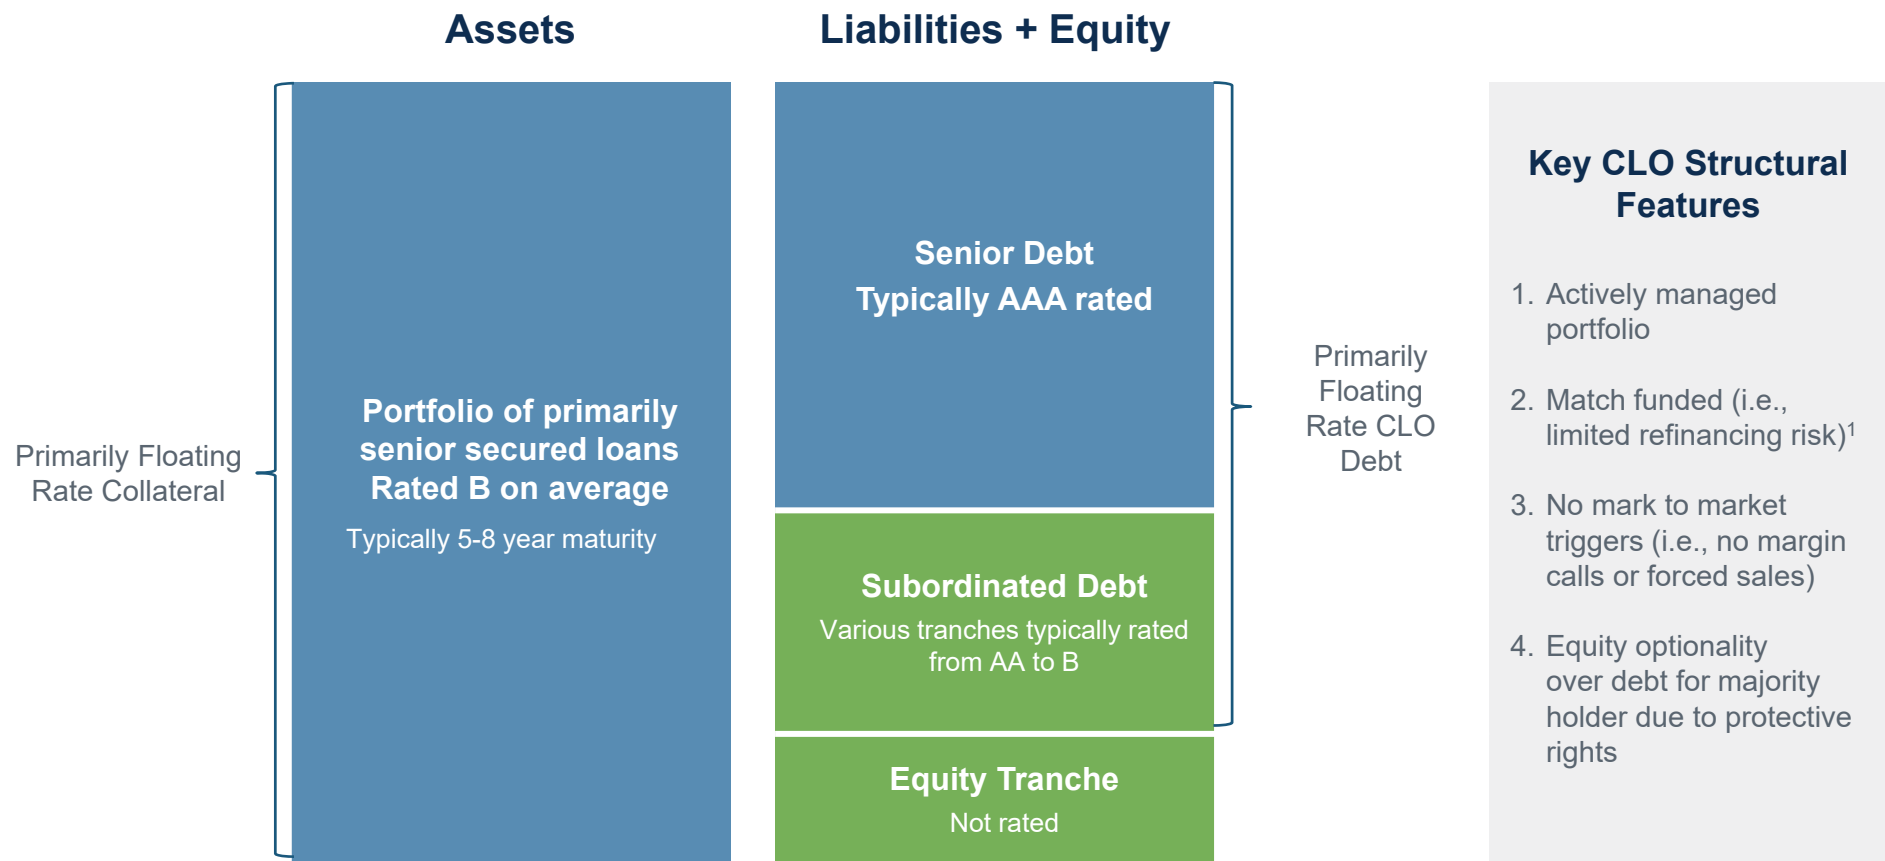 Assets
Liabilities + Equity
Primarily Floating
Rate Collateral
Portfolio of primarily
senior secured loans
Rated B on average
Typically 5-8 year maturity
Senior Debt
Typically AAA rated
Subordinated Debt
Various tranches typically rated
from AA to B
Equity Tranche
Not rated
Primarily
Floating
Rate CLO
Debt
Key CLO Structural
Features
1. Actively managed
portfolio
2. Match funded (i.e.,
limited refinancing risk)¹
3. No mark to market
triggers (i.e., no margin
calls or forced sales)
4. Equity optionality
over debt for majority
holder due to protective
rights